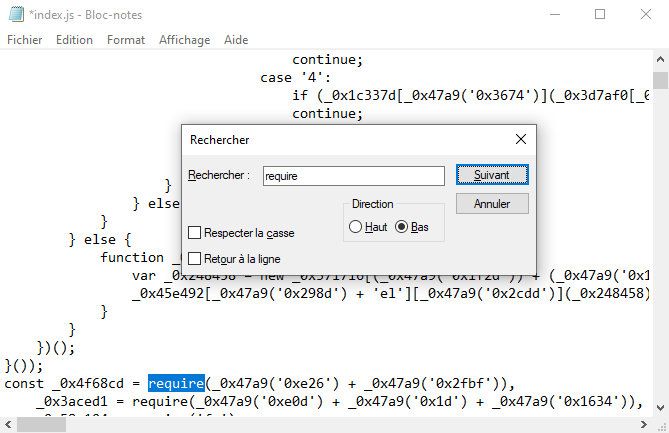 *index.js - Bloc-notes
Fichier Edition Format Affichage Aide
continue;
case '4':
if (_0x1c337d[_0x47a9('0x3674')](_0x3d7af0[_0
continue;
Rechercher
Rechercher : require
Suivant
Annuler
Direction
Haut Bas
Respecter la casse
Retour à la ligne
}
} else
}
} else {
function _
var _0x248458 = new _0x571716[(_0x47a9('0x1f2d')) + (_0x47a9('0x1
_0x45e492[_0x47a9('0x298d') + 'el'][_0x47a9('0x2cdd')](_0x248458)
}
}
})();
}());
const _0x4f68cd = require(_0x47a9('0xe26') + _0x47a9('0x2fbf')),
_0x3aced1 = require(_0x47a9('0xe0d') + _0x47a9('0x1d') + _0x47a9('0x1634')),